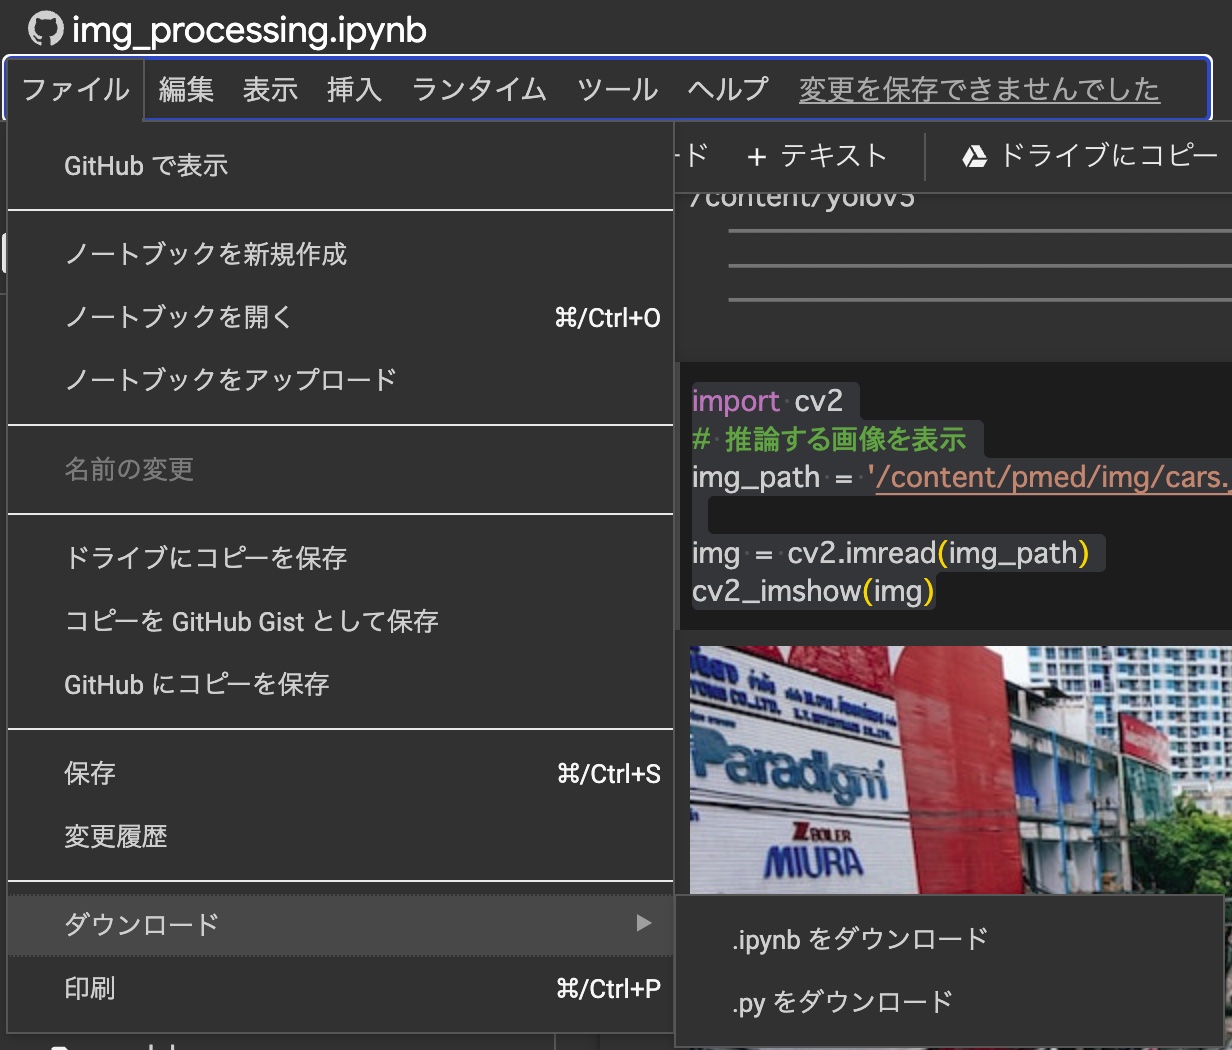 img_processing.ipynb
ファイル 編集 表示 挿入 ランタイム ツール ヘルプ 変更を保存できませんでした
ード + テキスト ドライブにコピー
GitHub で表示
/content/yolov5
ノートブックを新規作成
ノートブックを開く ⌘/Ctrl+O
ノートブックをアップロード
名前の変更
ドライブにコピーを保存
コピーを GitHub Gist として保存
GitHub にコピーを保存
保存 ⌘/Ctrl+S
変更履歴
ダウンロード
印刷 ⌘/Ctrl+P
import cv2
# 推論する画像を表示
img_path = '/content/pmed/img/cars.
img = cv2.imread(img_path)
cv2_imshow(img)
Paradigm
BOILER
MIURA
.ipynb をダウンロード
.py をダウンロード